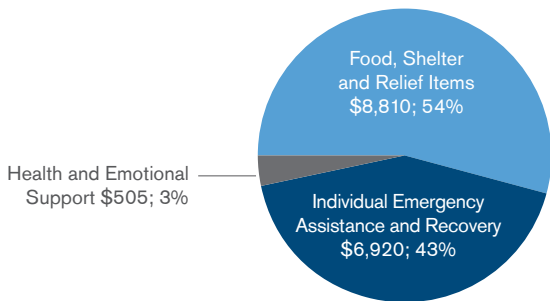 Food, Shelter
and Relief Items
$8,810; 54%
Health and Emotional
Support $505; 3%
Individual Emergency
Assistance and Recovery
$6,920; 43%